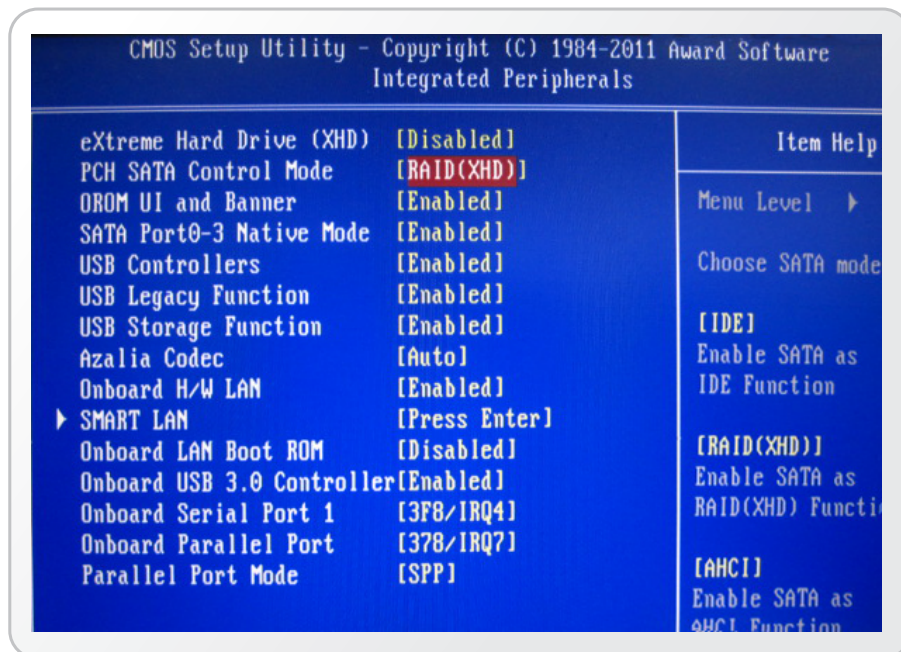 CMOS Setup Utility - Copyright (C) 1984-2011 Award Software
Integrated Peripherals
eXtreme Hard Drive (XHD) [Disabled]
PCH SATA Control Mode [RAID(XHD)]
OROM UI and Banner [Enabled]
SATA Port0-3 Native Mode [Enabled]
USB Controllers [Enabled]
USB Legacy Function [Enabled]
USB Storage Function [Enabled]
Azalia Codec [Auto]
Onboard H/W LAN [Enabled]
SMART LAN [Press Enter]
Onboard LAN Boot ROM [Disabled]
Onboard USB 3.0 Controller[Enabled]
Onboard Serial Port 1 [3F8/IRQ4]
Onboard Parallel Port [378/IRQ7]
Parallel Port Mode [SPP]
Item Help
Menu Level
Choose SATA mode
[IDE]
Enable SATA as
IDE Function
[RAID(XHD)]
Enable SATA as
RAID(XHD) Functi
[AHCI]
Enable SATA as
AHCI Function